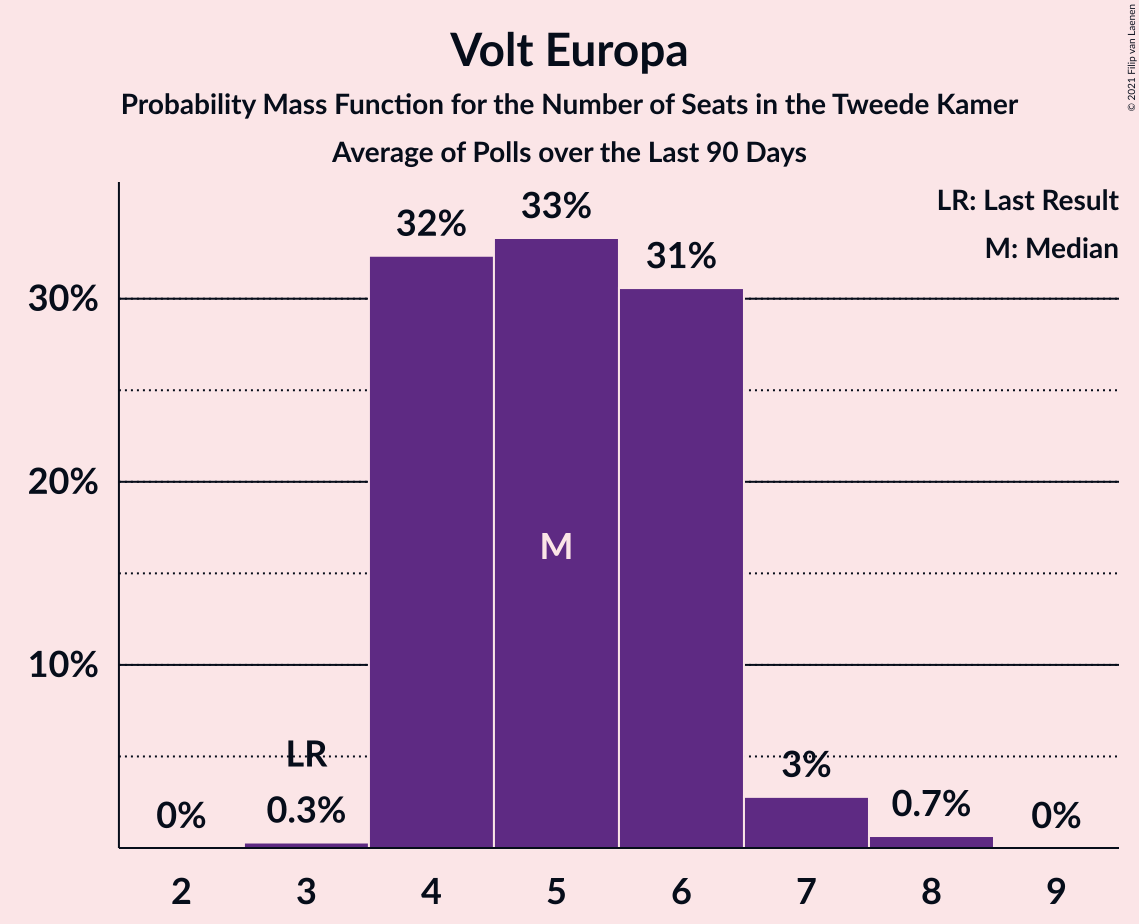 Volt Europa
Probability Mass Function for the Number of Seats in the Tweede Kamer
Average of Polls over the Last 90 Days
© 2021 Filip van Laenen
LR: Last Result
M: Median
30%
20%
10%
0%
LR
0.3%
32%
33%
M
31%
3%
0.7%
0%
2 3 4 5 6 7 8 9